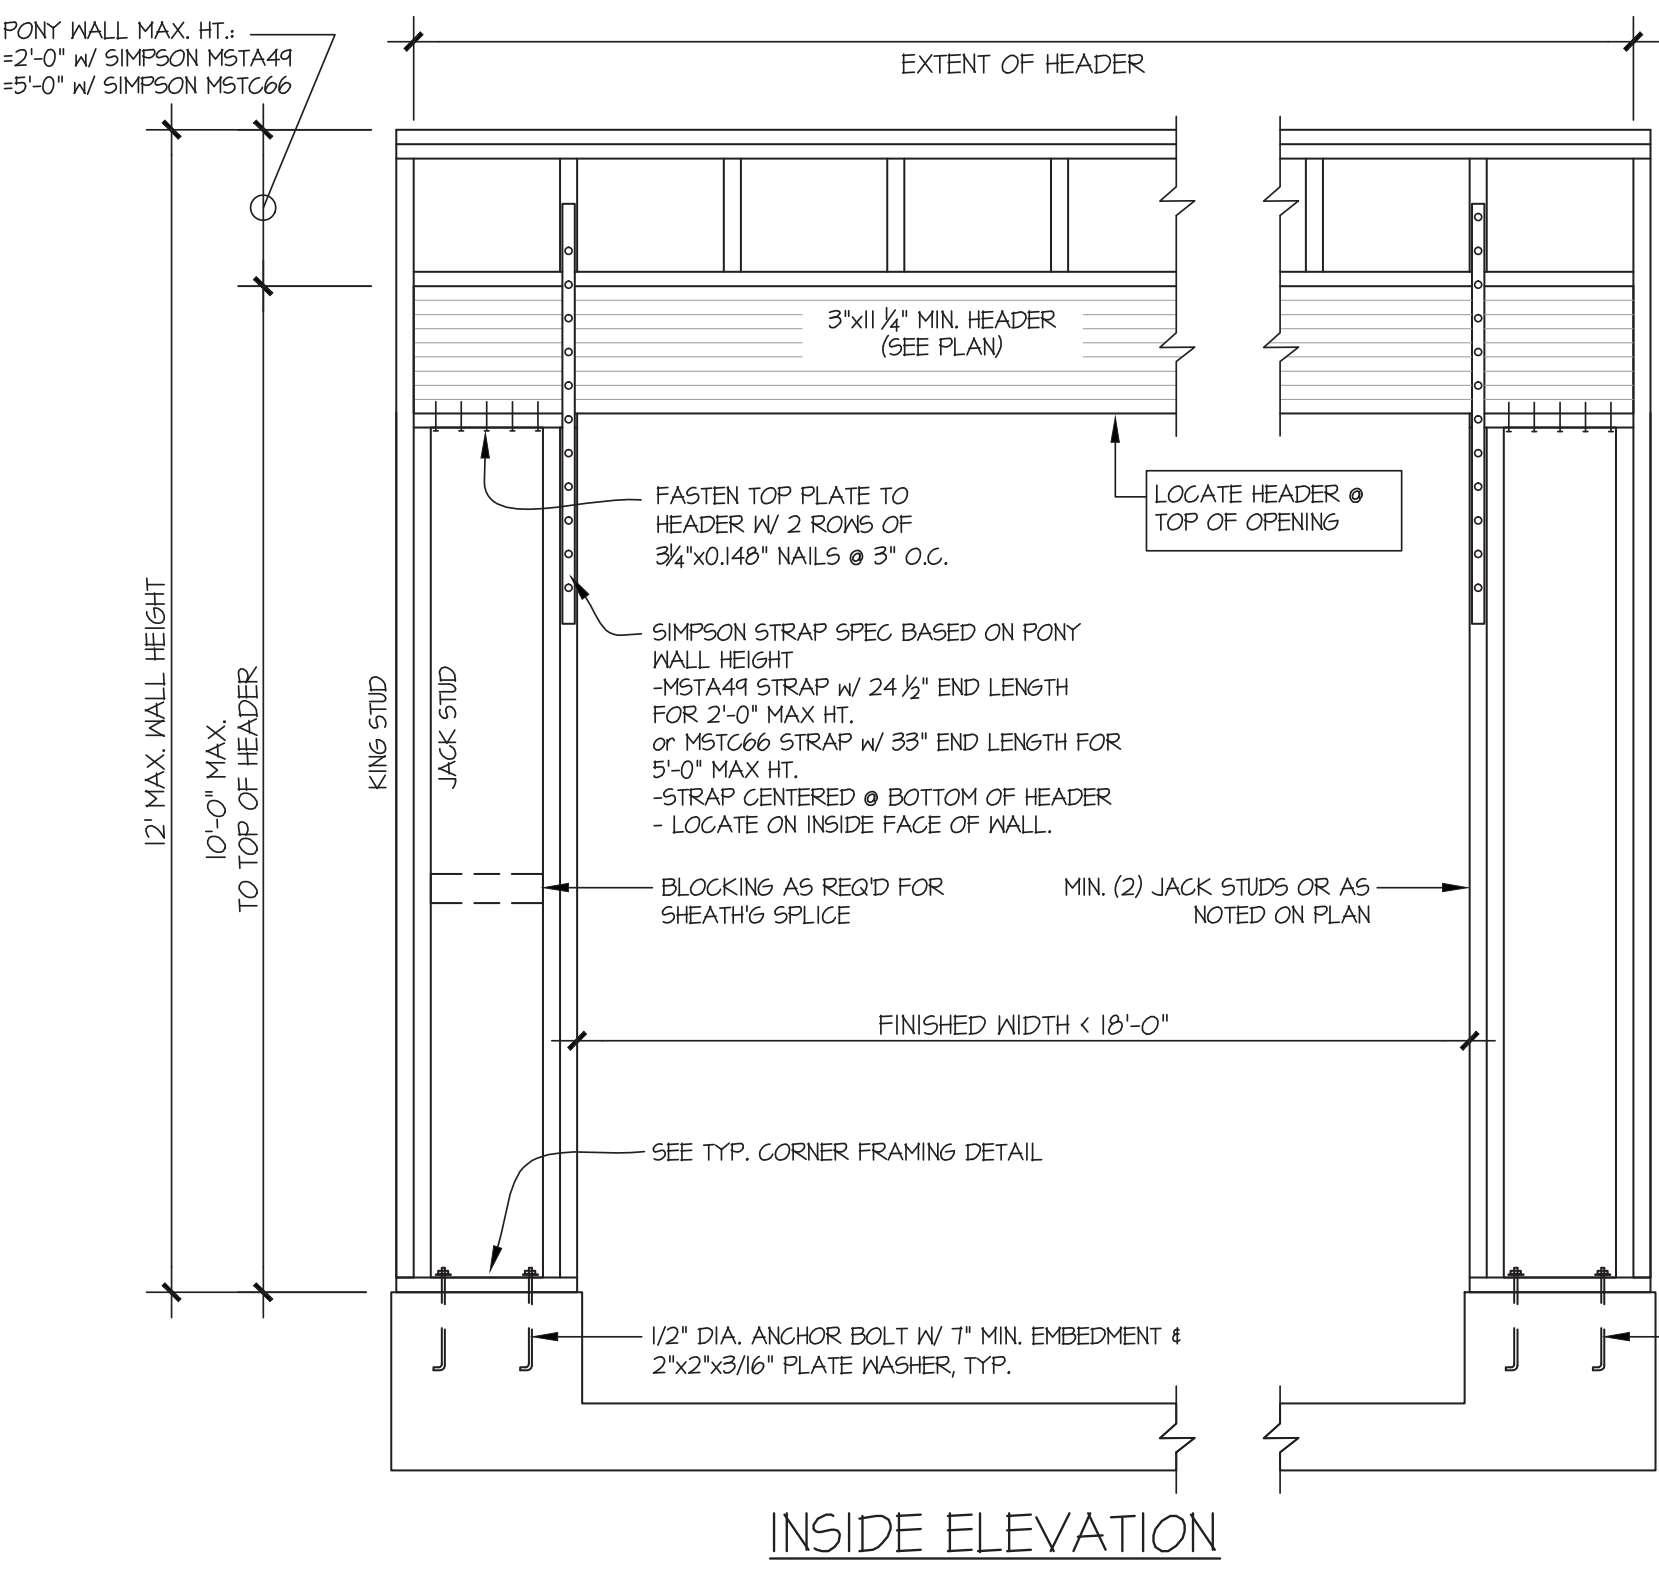 PONY WALL MAX. HT.:
=2'-0" w/ SIMPSON MSTA49
=5'-0" w/ SIMPSON MSTC66
EXTENT OF HEADER
3"x11 1/4" MIN. HEADER
(SEE PLAN)
FASTEN TOP PLATE TO
HEADER W/ 2 ROWS OF
3 1/4"x0.148" NAILS @ 3" O.C.
LOCATE HEADER @
TOP OF OPENING
SIMPSON STRAP SPEC BASED ON PONY
WALL HEIGHT
-MSTA49 STRAP w/ 24 1/2" END LENGTH
FOR 2'-0" MAX HT.
or MSTC66 STRAP w/ 33" END LENGTH FOR
5'-0" MAX HT.
-STRAP CENTERED @ BOTTOM OF HEADER
- LOCATE ON INSIDE FACE OF WALL.
12' MAX. WALL HEIGHT
10'-0" MAX.
TO TOP OF HEADER
KING STUD
JACK STUD
BLOCKING AS REQ'D FOR
SHEATH'G SPLICE
MIN. (2) JACK STUDS OR AS
NOTED ON PLAN
FINISHED WIDTH < 18'-0"
SEE TYP. CORNER FRAMING DETAIL
1/2" DIA. ANCHOR BOLT W/ 7" MIN. EMBEDMENT &
2"x2"x3/16" PLATE WASHER, TYP.
INSIDE ELEVATION